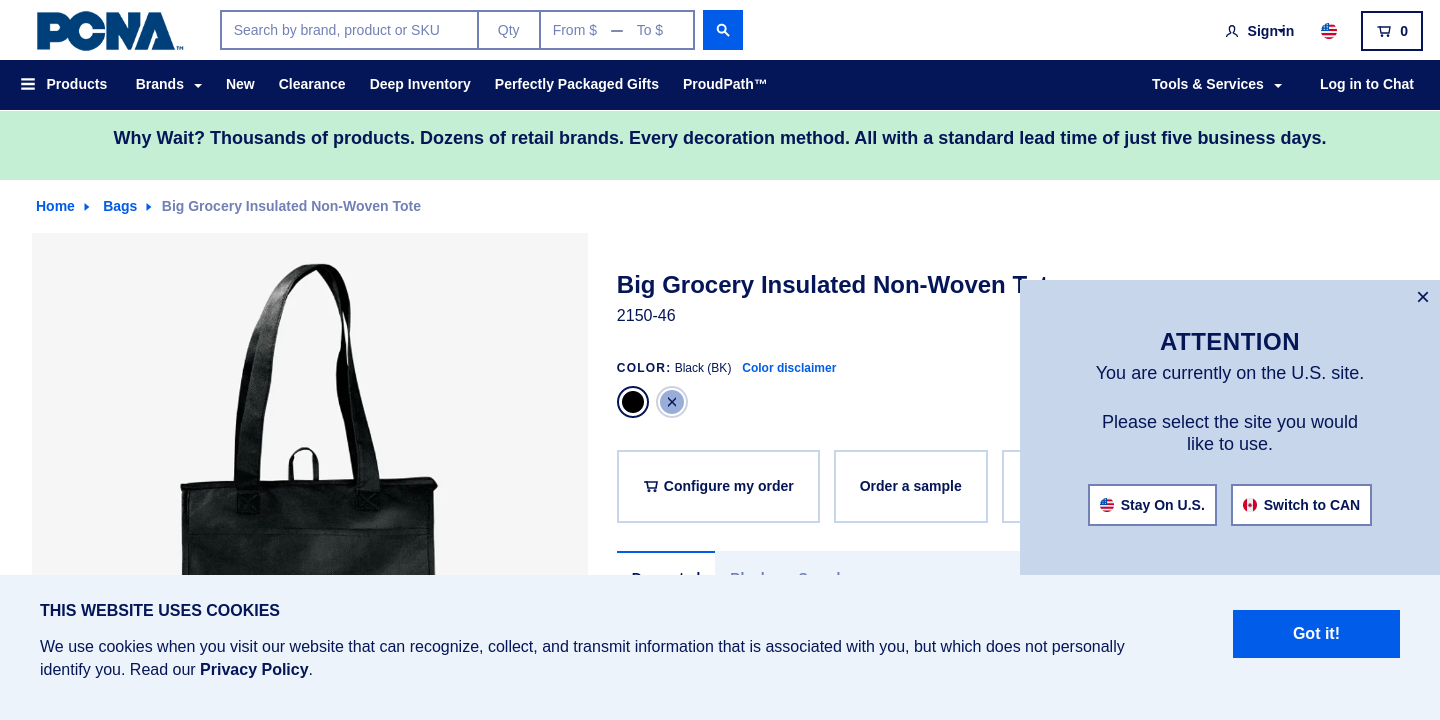 PCNA™
Search by brand, product or SKU
Qty
From $ — To $
Sign in
0
Products
Brands
New
Clearance
Deep Inventory
Perfectly Packaged Gifts
ProudPath™
Tools & Services
Log in to Chat
Why Wait? Thousands of products. Dozens of retail brands. Every decoration method. All with a standard lead time of just five business days.
Home
Bags
Big Grocery Insulated Non-Woven Tote
Big Grocery Insulated Non-Woven Tot
2150-46
COLOR: Black (BK) Color disclaimer
Configure my order
Order a sample
ATTENTION
You are currently on the U.S. site.
Please select the site you would
like to use.
Stay On U.S.
Switch to CAN
THIS WEBSITE USES COOKIES
We use cookies when you visit our website that can recognize, collect, and transmit information that is associated with you, but which does not personally
identify you. Read our Privacy Policy.
Got it!